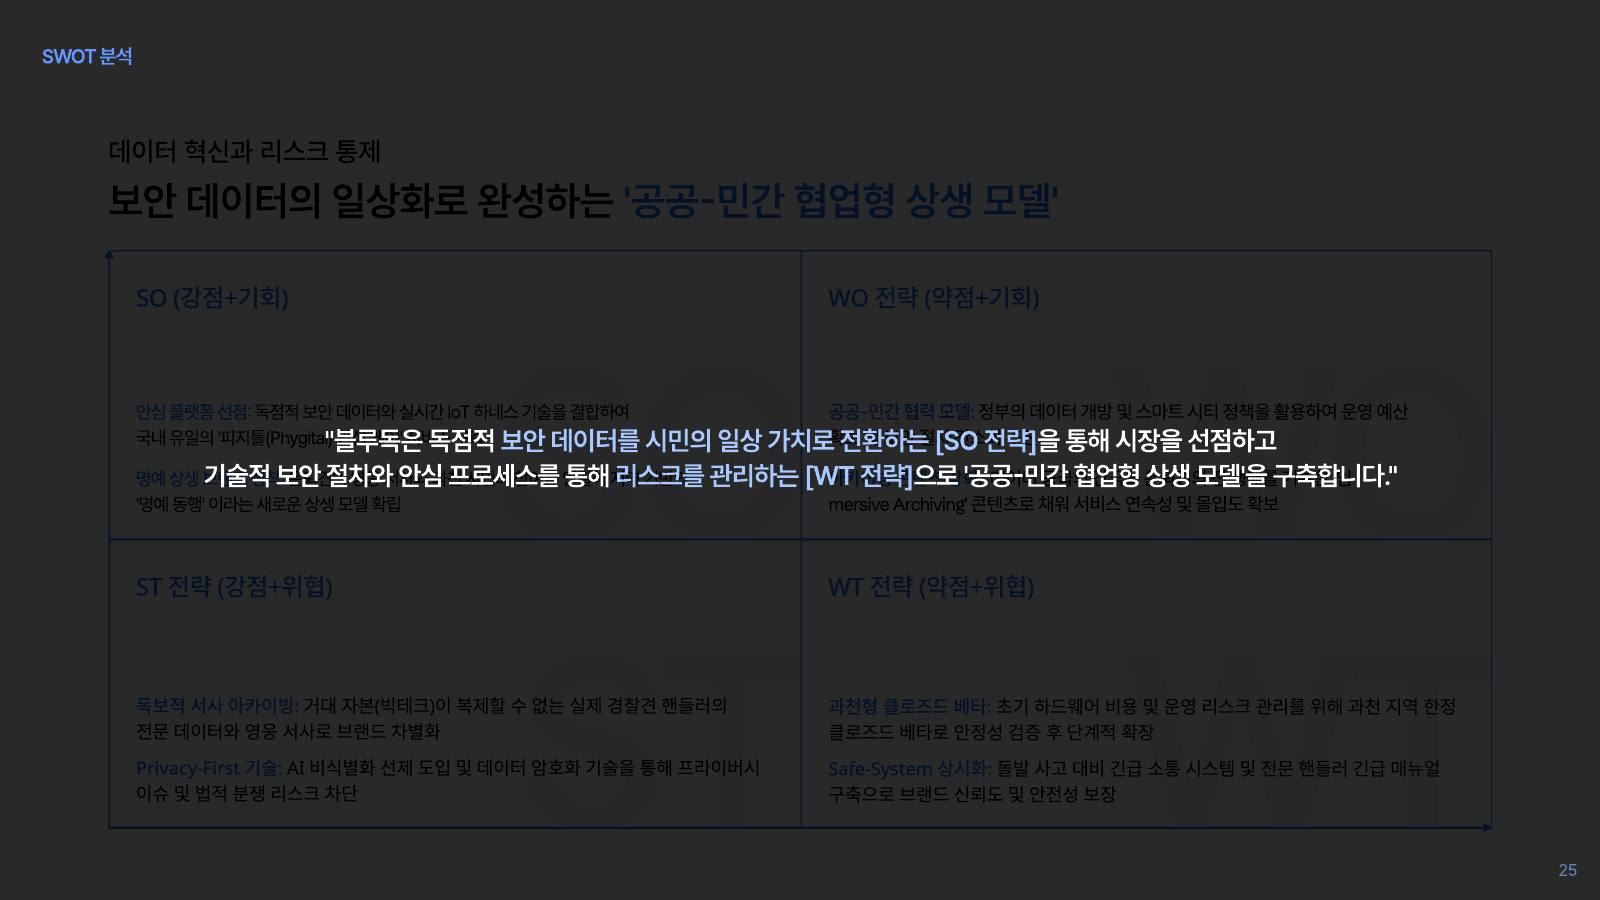 SWOT 분석
데이터 혁신과 리스크 통제
보안 데이터의 일상화로 완성하는 '공공-민간 협업형 상생 모델'
SO (강점+기회)
안심 플랫폼 선점: 독점적 보안 데이터와 실시간 IoT 하네스 기술을 결합하여
국내 유일의 '피지틀(Phygital)
명예 상생
'명예 동행' 이라는 새로운 상생 모델 확립
WO 전략 (약점+기회)
공공-민간 협력 모델: 정부의 데이터 개방 및 스마트 시티 정책을 활용하여 운영 예산
mersive Archiving' 콘텐츠로 채워 서비스 연속성 및 몰입도 확보
"블루독은 독점적 보안 데이터를 시민의 일상 가치로 전환하는 [SO 전략]을 통해 시장을 선점하고
기술적 보안 절차와 안심 프로세스를 통해 리스크를 관리하는 [WT 전략]으로 '공공-민간 협업형 상생 모델'을 구축합니다."
ST 전략 (강점+위협)
독보적 서사 아카이빙: 거대 자본(빅테크)이 복제할 수 없는 실제 경찰견 핸들러의
전문 데이터와 영웅 서사로 브랜드 차별화
Privacy-First 기술: AI 비식별화 선제 도입 및 데이터 암호화 기술을 통해 프라이버시
이슈 및 법적 분쟁 리스크 차단
WT 전략 (약점+위협)
과천형 클로즈드 베타: 초기 하드웨어 비용 및 운영 리스크 관리를 위해 과천 지역 한정
클로즈드 베타로 안정성 검증 후 단계적 확장
Safe-System 상시화: 돌발 사고 대비 긴급 소통 시스템 및 전문 핸들러 긴급 매뉴얼
구축으로 브랜드 신뢰도 및 안전성 보장
SO
WO
ST
WT
25